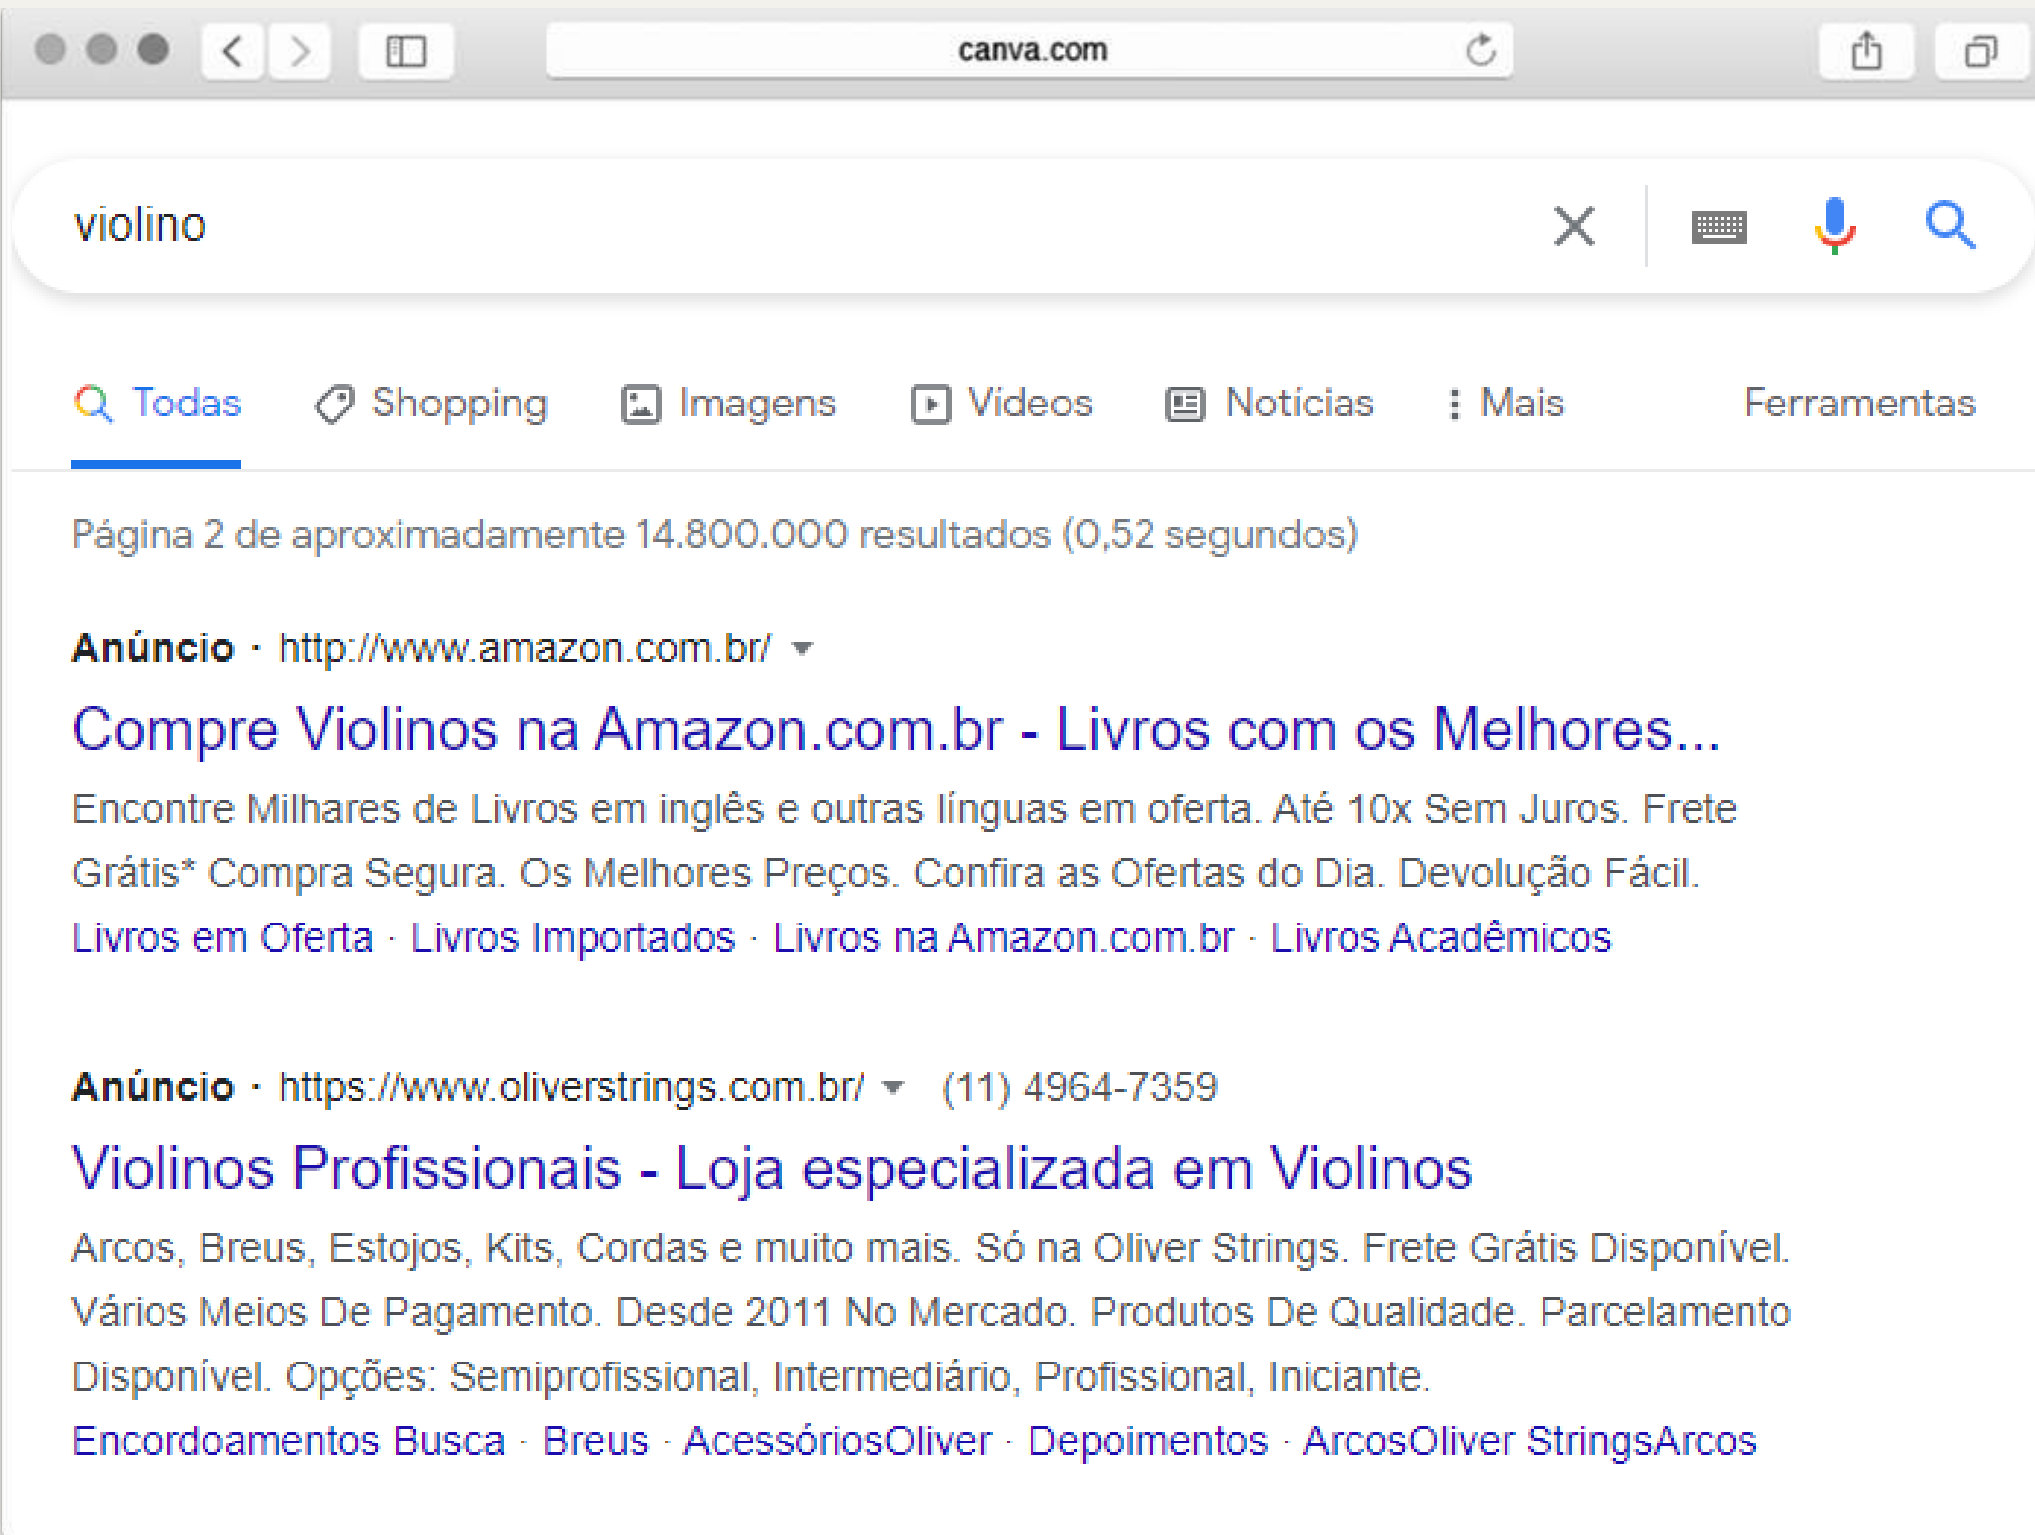 canva.com
violino
Todas Shopping Imagens Vídeos Notícias Mais Ferramentas
Página 2 de aproximadamente 14.800.000 resultados (0,52 segundos)
Anúncio · http://www.amazon.com.br/
Compre Violinos na Amazon.com.br - Livros com os Melhores...
Encontre Milhares de Livros em inglês e outras línguas em oferta. Até 10x Sem Juros. Frete
Grátis* Compra Segura. Os Melhores Preços. Confira as Ofertas do Dia. Devolução Fácil.
Livros em Oferta · Livros Importados · Livros na Amazon.com.br · Livros Acadêmicos
Anúncio · https://www.oliverstrings.com.br/ (11) 4964-7359
Violinos Profissionais - Loja especializada em Violinos
Arcos, Breus, Estojos, Kits, Cordas e muito mais. Só na Oliver Strings. Frete Grátis Disponível.
Vários Meios De Pagamento. Desde 2011 No Mercado. Produtos De Qualidade. Parcelamento
Disponível. Opções: Semiprofissional, Intermediário, Profissional, Iniciante.
Encordoamentos Busca · Breus · AcessóriosOliver · Depoimentos · ArcosOliver StringsArcos